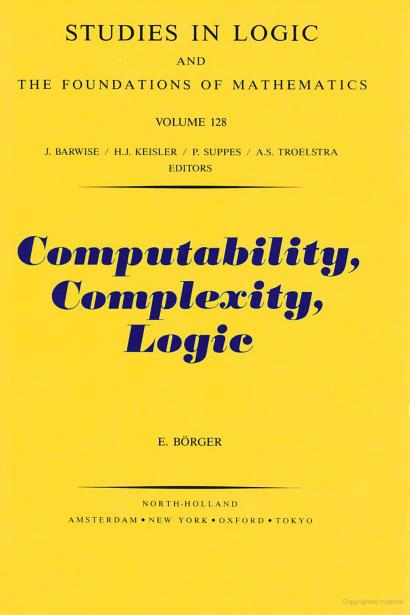 STUDIES IN LOGIC
AND
THE FOUNDATIONS OF MATHEMATICS
VOLUME 128
J. BARWISE / H.J. KEISLER / P. SUPPES / A.S. TROELSTRA
EDITORS
Computability,
Complexity,
Logic
E. BÖRGER
NORTH-HOLLAND
AMSTERDAM • NEW YORK • OXFORD • TOKYO
Copyrighted material